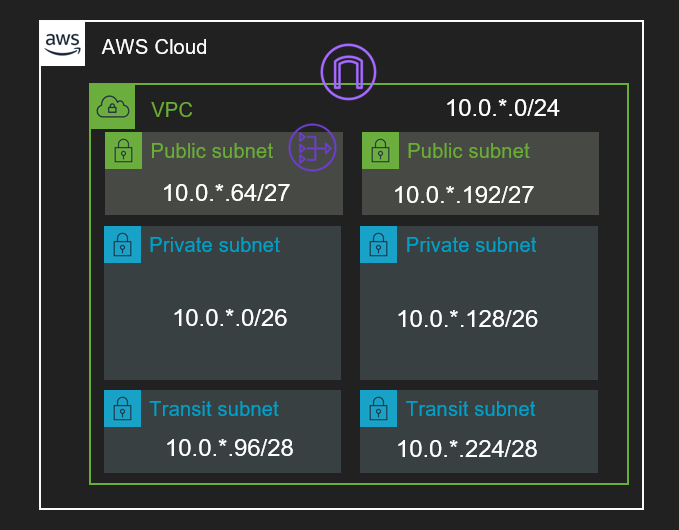 aws
AWS Cloud
VPC
10.0.*.0/24
Public subnet
10.0.*.64/27
Public subnet
10.0.*.192/27
Private subnet
10.0.*.0/26
Private subnet
10.0.*.128/26
Transit subnet
10.0.*.96/28
Transit subnet
10.0.*.224/28